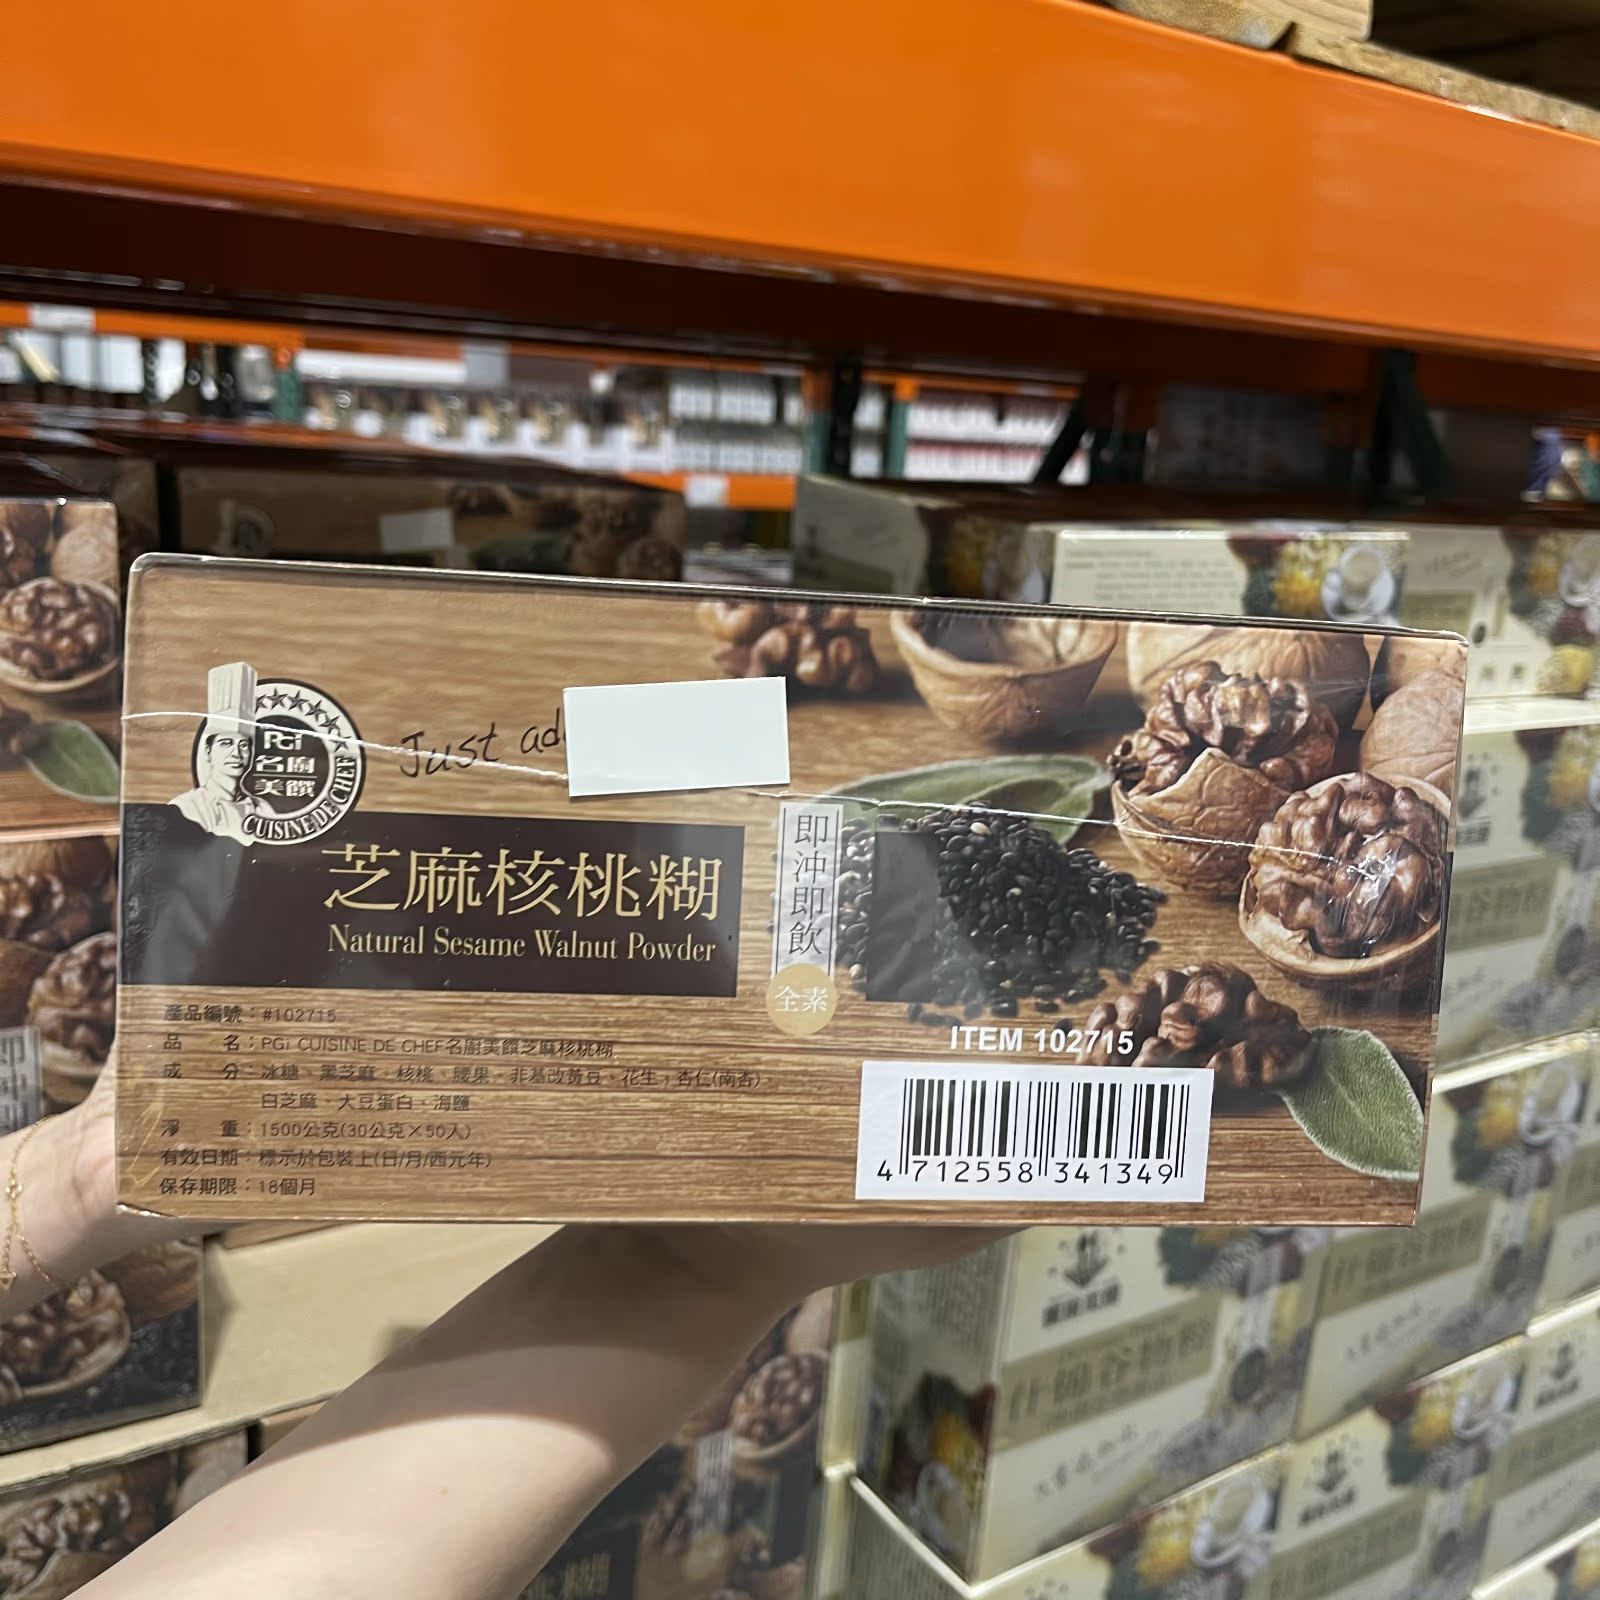 PGi
名廚
美饌
CUISINE DE CHEF
Just ad
芝麻核桃糊
Natural Sesame Walnut Powder
即沖即飲
全素
產品編號：#102715
品名：PGi CUISINE DE CHEF名廚美饌芝麻核桃糊
成分：冰糖、黑芝麻、核桃、腰果、非基改黃豆、花生、杏仁(南杏)、
白芝麻、大豆蛋白、海鹽
淨重：1500公克(30公克×50入)
有效日期：標示於包裝上(日/月/西元年)
保存期限：18個月
ITEM 102715
4 712558 341349
什錦谷物粉